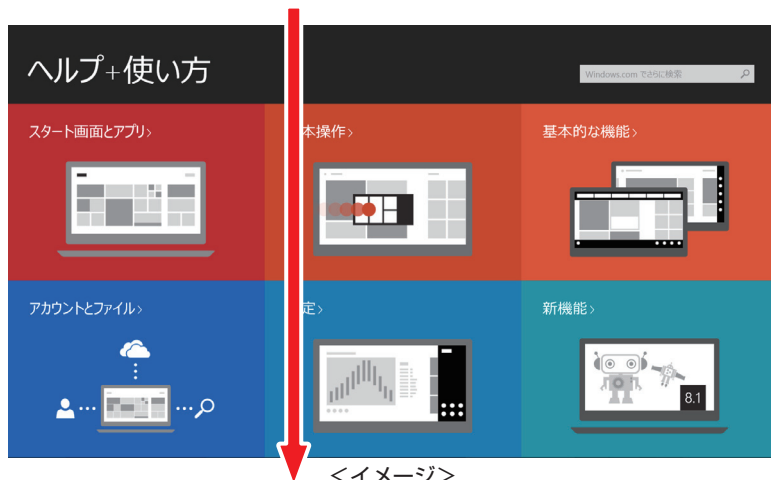 ヘルプ+使い方
Windows.com でさらに検索
スタート画面とアプリ›
本操作›
基本的な機能›
アカウントとファイル›
定›
新機能›
8.1
＜イメージ＞